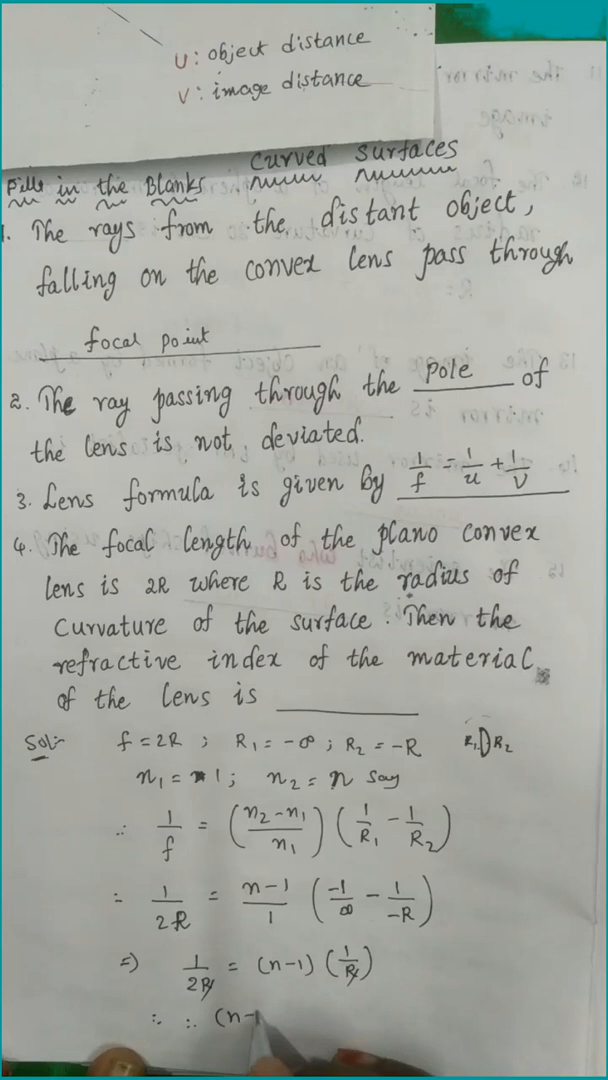 u: object distance
v: image distance
Curved Surfaces
Fills in the Blanks
1. The rays from the distant object,
falling on the convex lens pass through
focal point
2. The ray passing through the pole of
the lens is not deviated.
3. Lens formula is given by 1/f = 1/u + 1/v
4. The focal length of the plano convex
lens is 2R where R is the radius of
Curvature of the surface. Then the
refractive index of the material
of the lens is ________
Sol:- f = 2R ; R₁ = -∞ ; R₂ = -R R₁ R₂
n₁ = 1 ; n₂ = n say
∴ 1/f = ((n₂-n₁)/n₁) (1/R₁ - 1/R₂)
= 1/2R = (n-1)/1 (-1/∞ - 1/-R)
⇒) 1/2R = (n-1) (1/R)
∴ ∴ (n-1